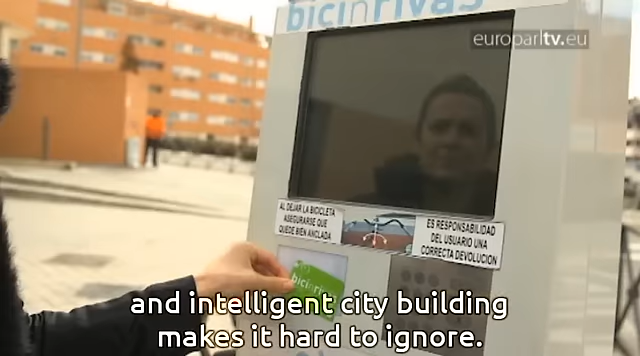 bicinrivas
europarltv.eu
AL DEJAR LA BICICLETA
ASEGURARSE QUE
QUEDE BIEN ANCLADA
ES RESPONSABILIDAD
DEL USUARIO UNA
CORRECTA DEVOLUCION
bicinrivas
and intelligent city building
makes it hard to ignore.